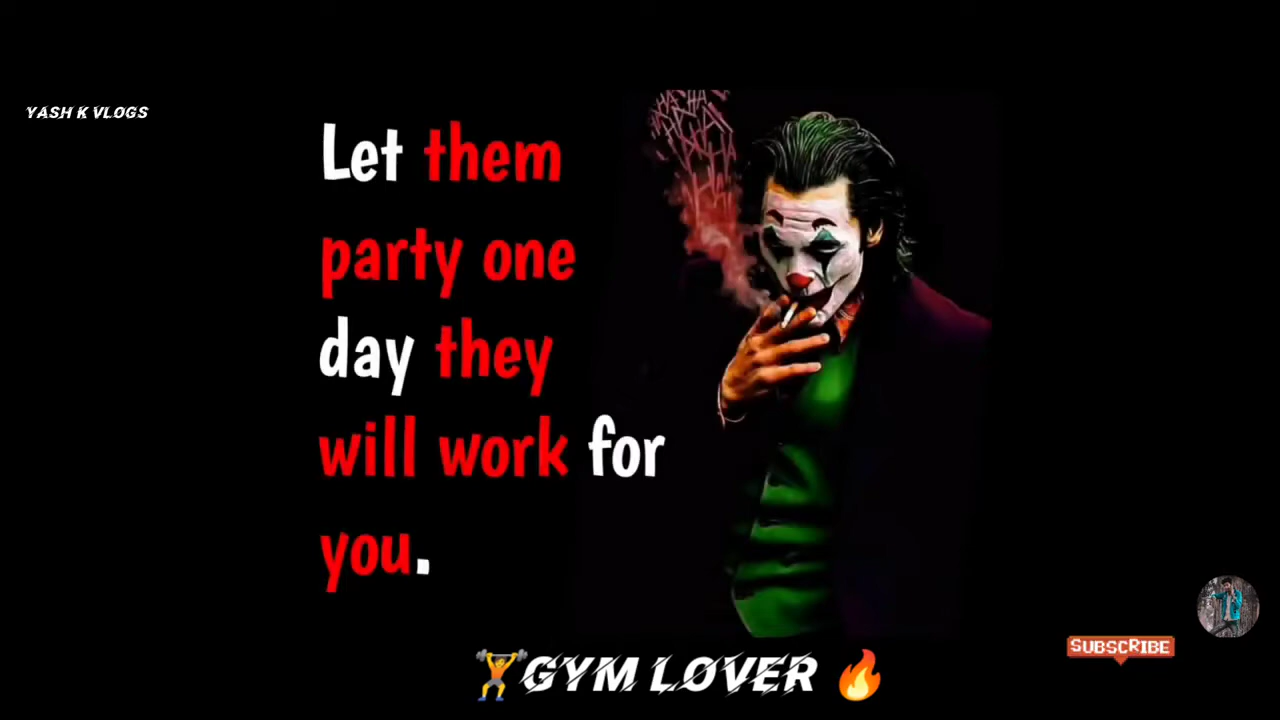 YASH K VLOGS
Let them
party one
day they
will work for
you.
🏋️GYM LOVER 🔥
SUBSCRIBE